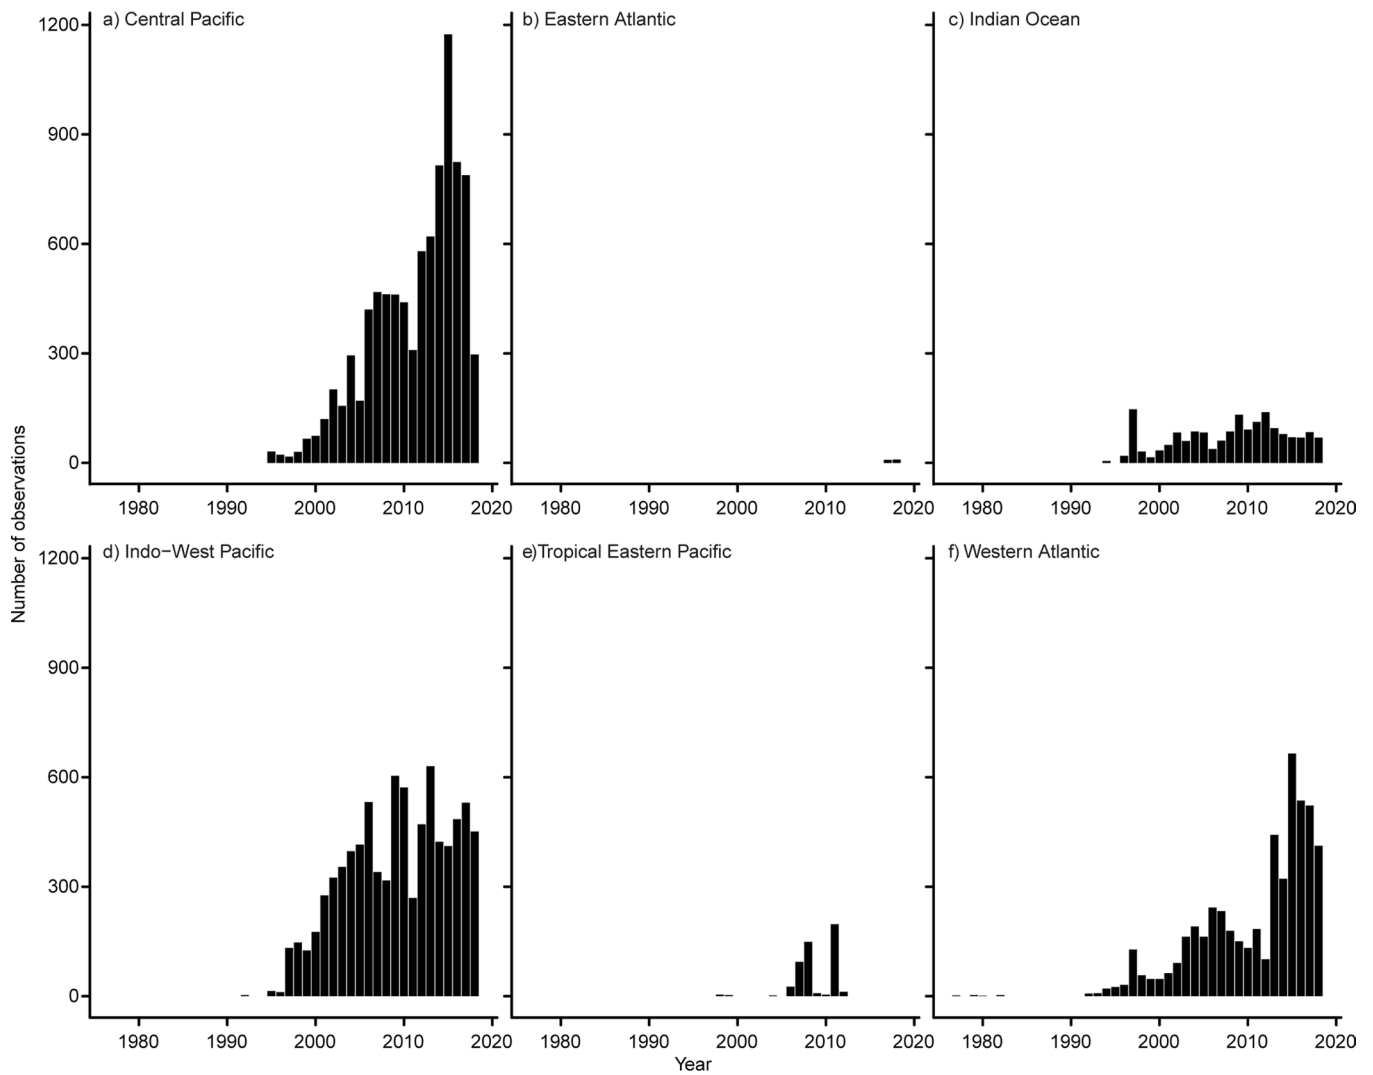 a) Central Pacific
b) Eastern Atlantic
c) Indian Ocean
1200
900
600
300
0
1980 1990 2000 2010 2020
1980 1990 2000 2010 2020
1980 1990 2000 2010 2020
Number of observations
d) Indo−West Pacific
e)Tropical Eastern Pacific
f) Western Atlantic
1200
900
600
300
0
1980 1990 2000 2010 2020
1980 1990 2000 2010 2020
1980 1990 2000 2010 2020
Year